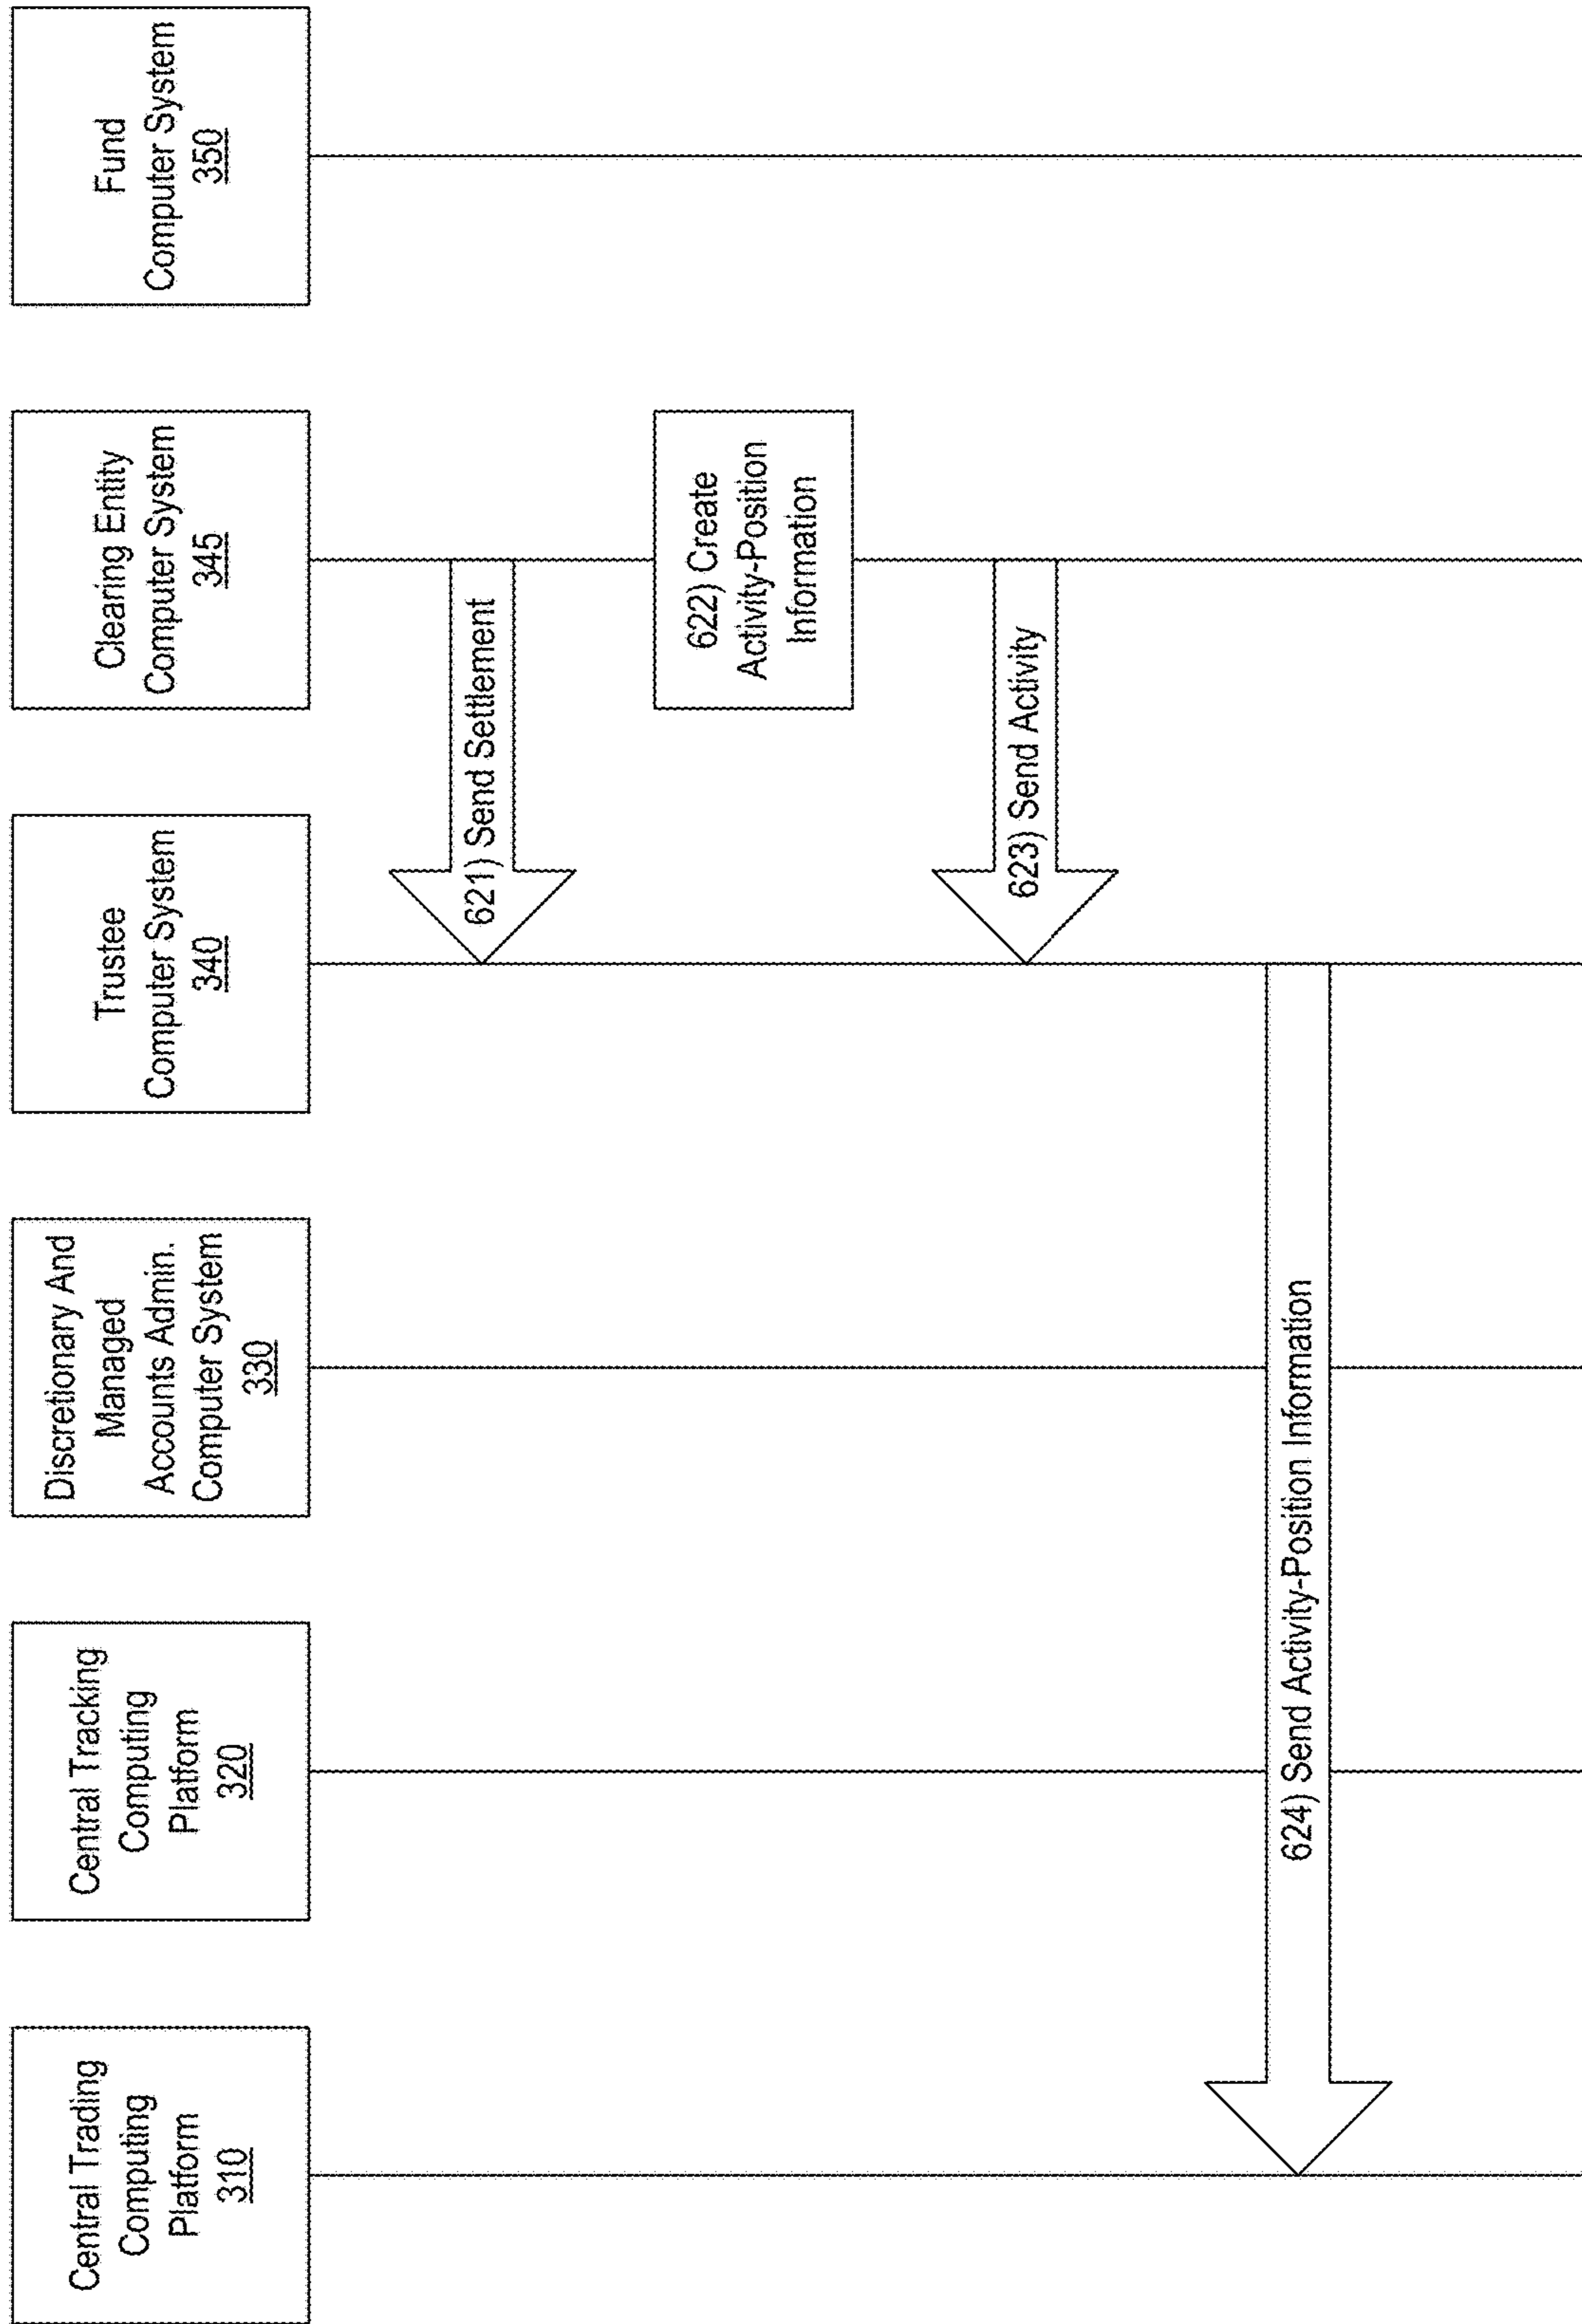 Central Trading
Computing
Platform
310
Central Tracking
Computing
Platform
320
Discretionary And
Managed
Accounts Admin.
Computer System
330
Trustee
Computer System
340
Clearing Entity
Computer System
345
Fund
Computer System
350
621) Send Settlement
622) Create
Activity-Position
Information
623) Send Activity
624) Send Activity-Position Information